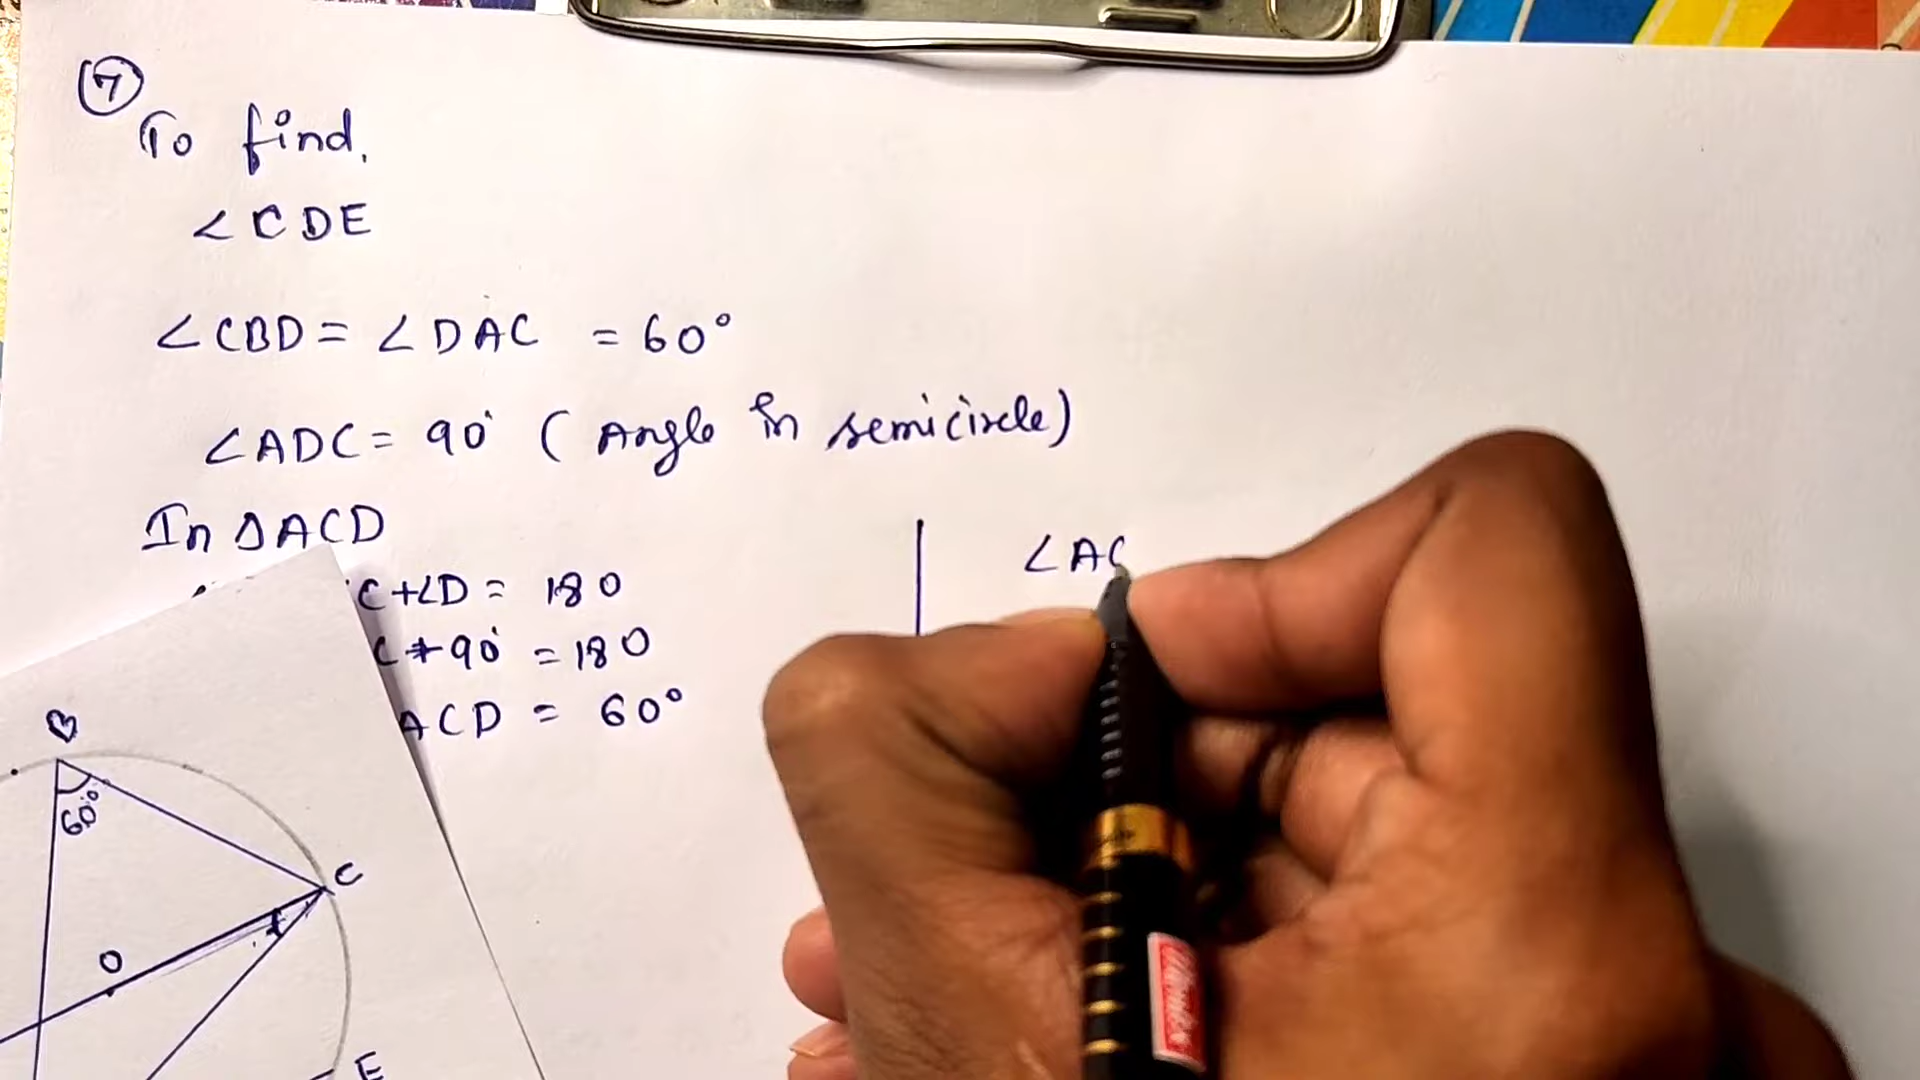 7
To find,
∠CDE
∠CBD = ∠DAC = 60°
∠ADC = 90° (Angle in semicircle)
In ΔACD
C+∠D = 180
C+90° = 180
ACD = 60°
∠AC
B
60°
C
O
E